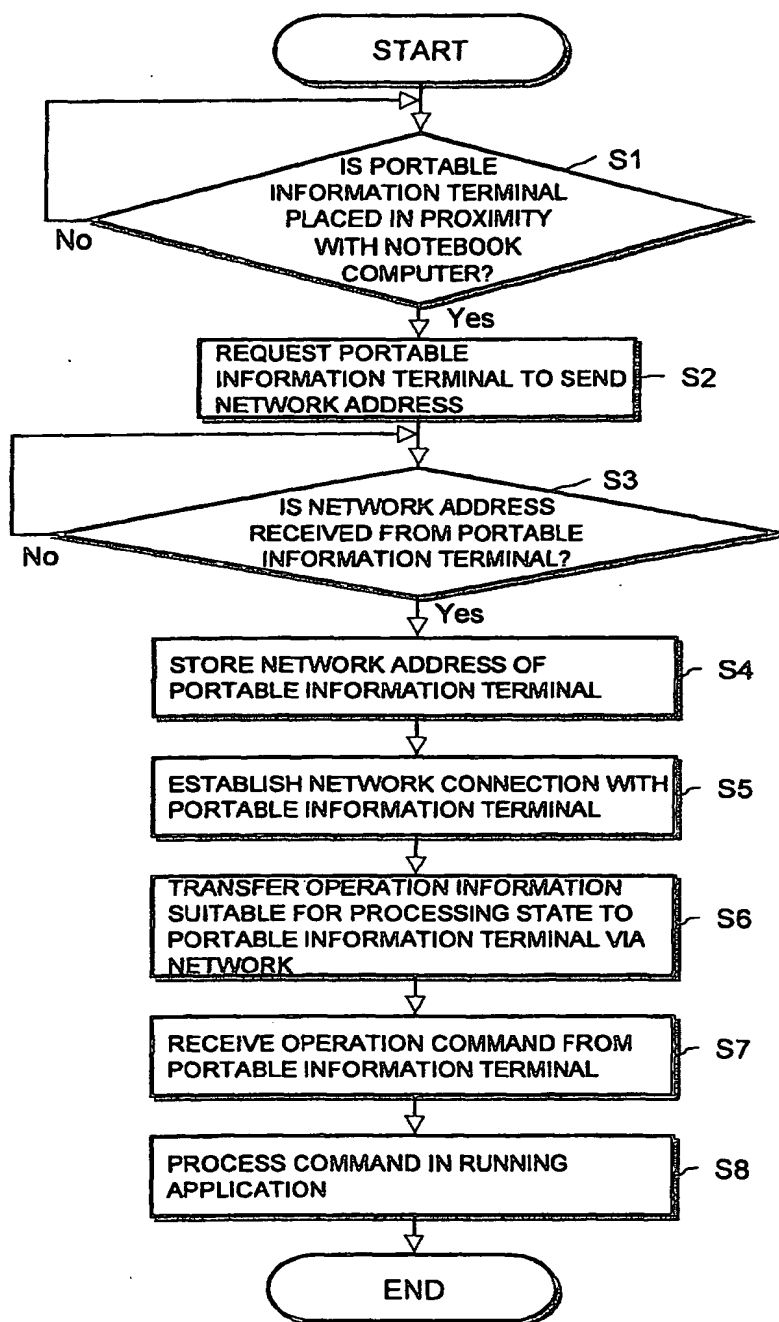 START
IS PORTABLE
INFORMATION TERMINAL
PLACED IN PROXIMITY
WITH NOTEBOOK
COMPUTER?
S1
No
Yes
REQUEST PORTABLE
INFORMATION TERMINAL TO SEND
NETWORK ADDRESS
S2
IS NETWORK ADDRESS
RECEIVED FROM PORTABLE
INFORMATION TERMINAL?
S3
No
Yes
STORE NETWORK ADDRESS OF
PORTABLE INFORMATION TERMINAL
S4
ESTABLISH NETWORK CONNECTION WITH
PORTABLE INFORMATION TERMINAL
S5
TRANSFER OPERATION INFORMATION
SUITABLE FOR PROCESSING STATE TO
PORTABLE INFORMATION TERMINAL VIA
NETWORK
S6
RECEIVE OPERATION COMMAND FROM
PORTABLE INFORMATION TERMINAL
S7
PROCESS COMMAND IN RUNNING
APPLICATION
S8
END